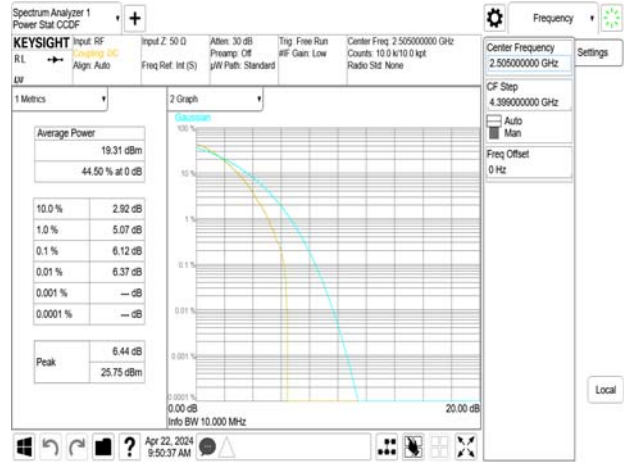 Spectrum Analyzer 1
Power Stat CCDF
+
Frequency
KEYSIGHT
RL
Input: RF
Coupling: DC
Align: Auto
Input Z: 50 Ω
Freq Ref: Int (S)
Atten: 30 dB
Preamp: Off
µW Path: Standard
Trig: Free Run
#IF Gain: Low
Center Freq: 2.505000000 GHz
Counts: 10.0 k/10.0 kpt
Radio Std: None
Center Frequency
2.505000000 GHz
Settings
CF Step
4.399000000 GHz
Auto
Man
Freq Offset
0 Hz
1 Metrics
2 Graph
Average Power
19.31 dBm
44.50 % at 0 dB
10.0 % 2.92 dB
1.0 % 5.07 dB
0.1 % 6.12 dB
0.01 % 6.37 dB
0.001 % --- dB
0.0001 % --- dB
Peak
6.44 dB
25.75 dBm
Gaussian
100 %
10 %
1 %
0.1 %
0.01 %
0.001 %
0.0001 %
0.00 dB
20.00 dB
Info BW 10.000 MHz
Local
?
Apr 22, 2024
9:50:37 AM